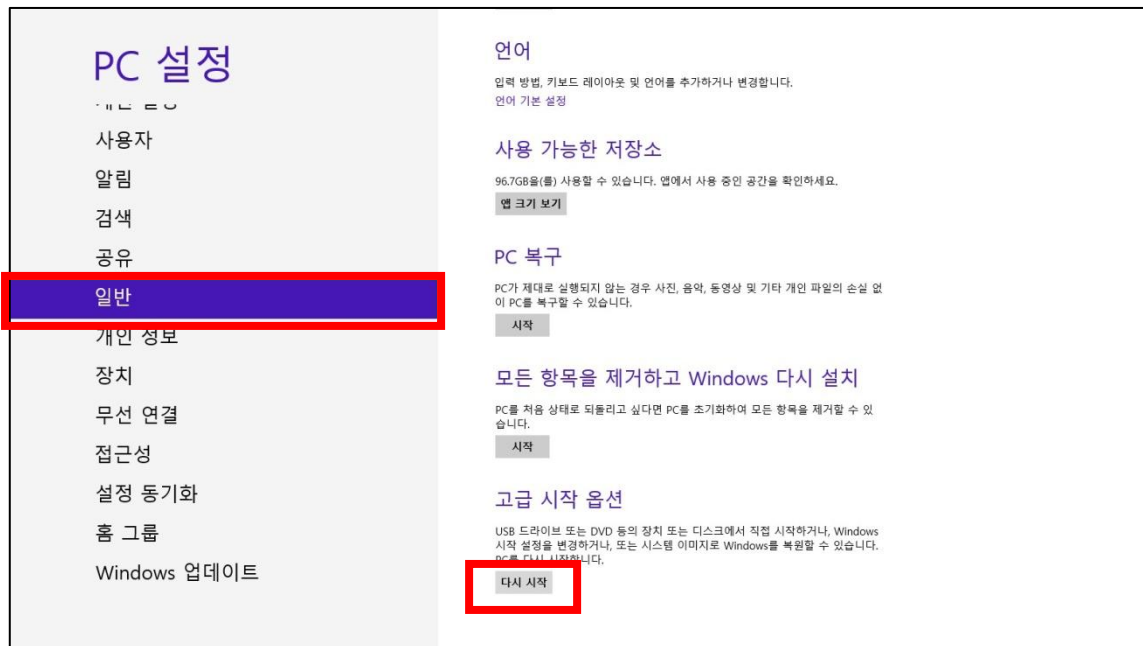 PC 설정
사용자
알림
검색
공유
일반
개인 정보
장치
무선 연결
접근성
설정 동기화
홈 그룹
Windows 업데이트
언어
입력 방법, 키보드 레이아웃 및 언어를 추가하거나 변경합니다.
언어 기본 설정
사용 가능한 저장소
96.7GB을(를) 사용할 수 있습니다. 앱에서 사용 중인 공간을 확인하세요.
앱 크기 보기
PC 복구
PC가 제대로 실행되지 않는 경우 사진, 음악, 동영상 및 기타 개인 파일의 손실 없
이 PC를 복구할 수 있습니다.
시작
모든 항목을 제거하고 Windows 다시 설치
PC를 처음 상태로 되돌리고 싶다면 PC를 초기화하여 모든 항목을 제거할 수 있
습니다.
시작
고급 시작 옵션
USB 드라이브 또는 DVD 등의 장치 또는 디스크에서 직접 시작하거나, Windows
시작 설정을 변경하거나, 또는 시스템 이미지로 Windows를 복원할 수 있습니다.
PC를 다시 시작합니다.
다시 시작